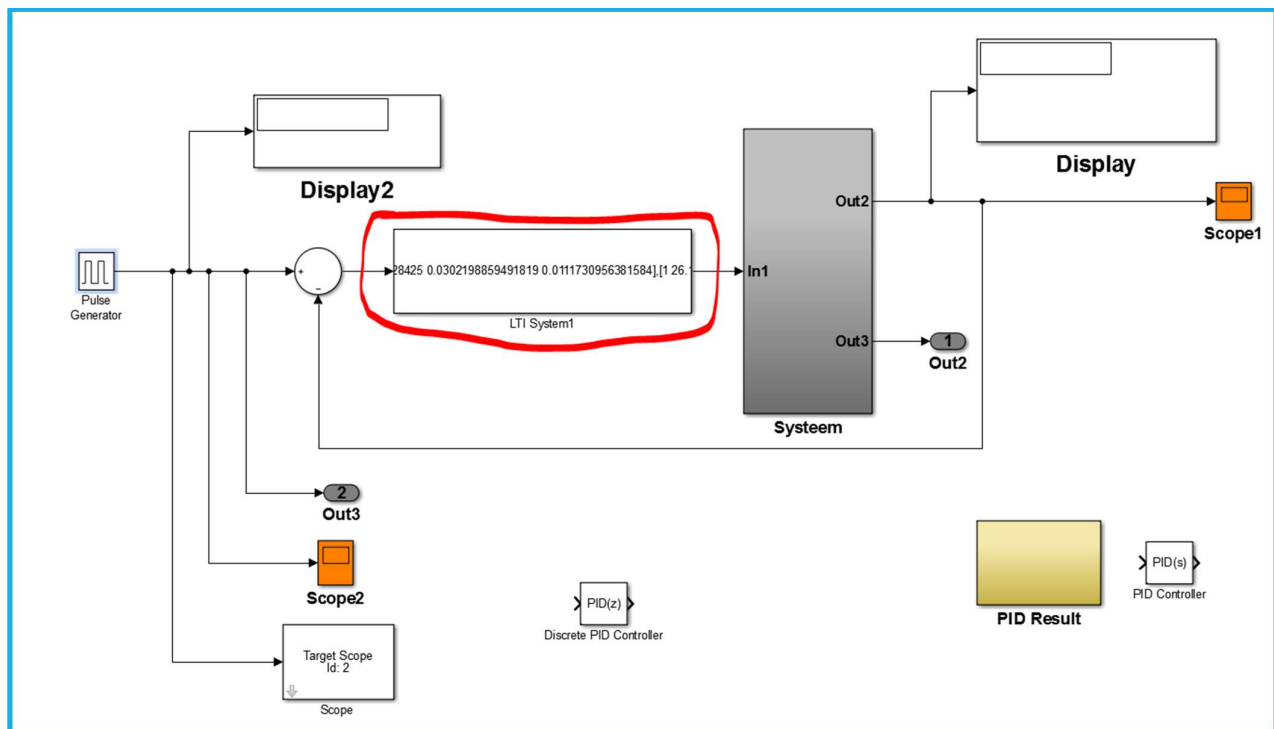 Display2
Display
Out2
Scope1
+
−
28425 0.0302198859491819 0.0111730956381584],[1 26.
In1
Pulse
Generator
LTI System1
Out3
1
Out2
Systeem
2
Out3
Scope2
PID(z)
Discrete PID Controller
PID Result
PID(s)
PID Controller
Target Scope
Id: 2
Scope